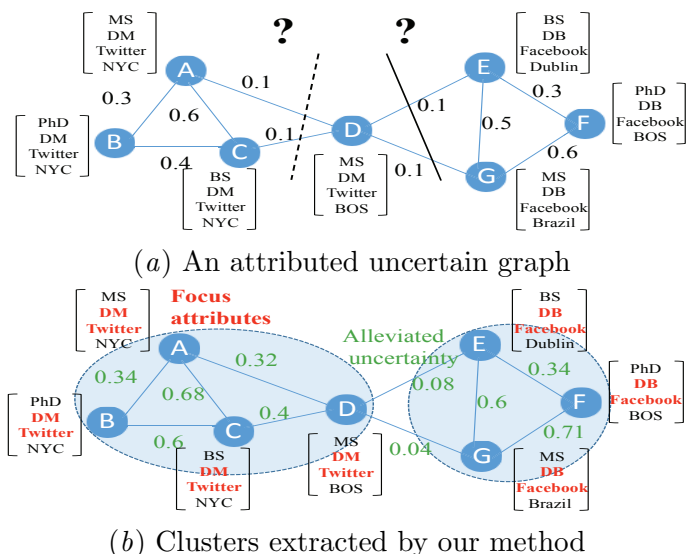 MS
DM
Twitter
NYC
?
?
BS
DB
Facebook
Dublin
A
E
0.1
0.3
0.6
0.1
0.3
PhD
DM
Twitter
NYC
B
0.4
C
0.1
D
0.5
F
PhD
DB
Facebook
BOS
BS
DM
Twitter
NYC
MS
DM
Twitter
BOS
0.1
G
0.6
MS
DB
Facebook
Brazil
(a) An attributed uncertain graph
MS
DM
Twitter
NYC
Focus
attributes
Alleviated
uncertainty
BS
DB
Facebook
Dublin
A
E
0.32
0.34
0.68
0.08
0.34
PhD
DM
Twitter
NYC
B
0.6
C
0.4
D
0.6
F
PhD
DB
Facebook
BOS
BS
DM
Twitter
NYC
MS
DM
Twitter
BOS
0.04
G
0.71
MS
DB
Facebook
Brazil
(b) Clusters extracted by our method